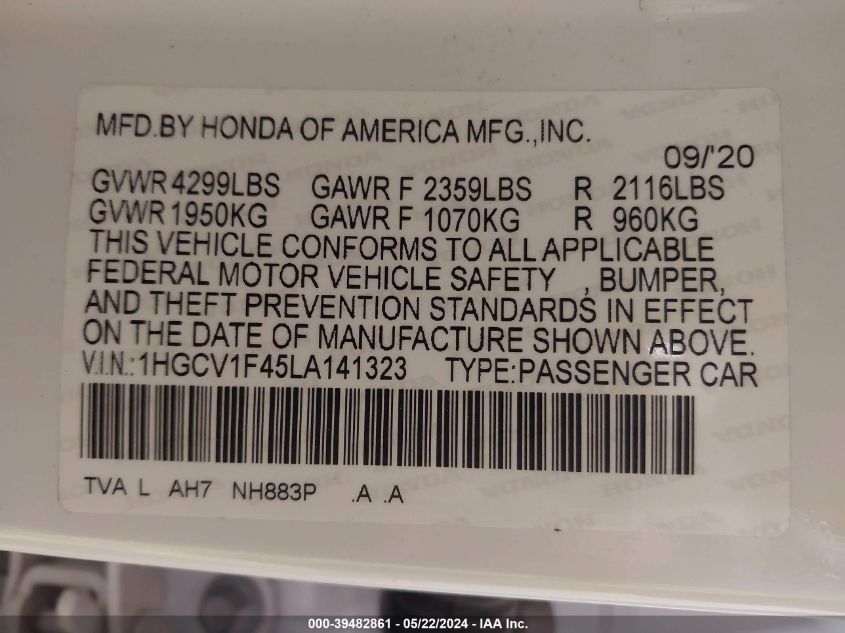 MFD.BY HONDA OF AMERICA MFG.,INC.
09/'20
GVWR 4299LBS GAWR F 2359LBS R 2116LBS
GVWR 1950KG GAWR F 1070KG R 960KG
THIS VEHICLE CONFORMS TO ALL APPLICABLE
FEDERAL MOTOR VEHICLE SAFETY , BUMPER,
AND THEFT PREVENTION STANDARDS IN EFFECT
ON THE DATE OF MANUFACTURE SHOWN ABOVE.
V.I.N.:1HGCV1F45LA141323 TYPE:PASSENGER CAR
TVA L AH7 NH883P .A .A
000-39482861 - 05/22/2024 - IAA Inc.